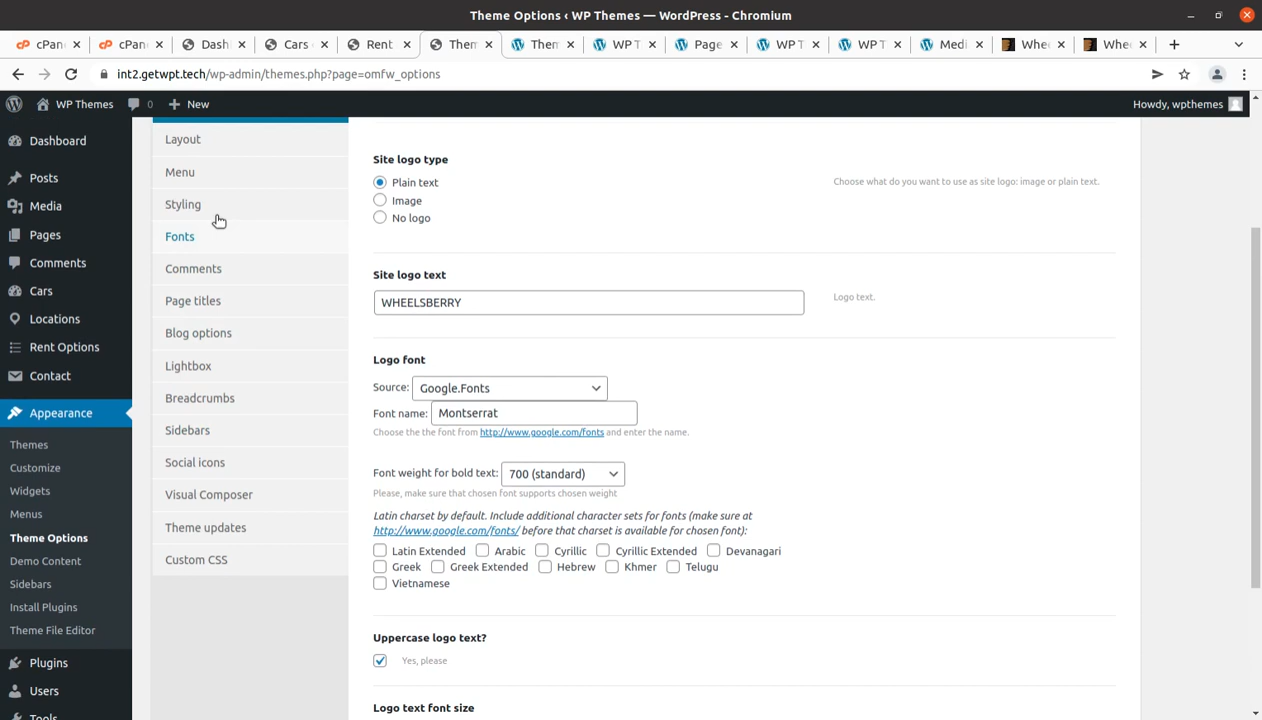 Theme Options ‹ WP Themes — WordPress - Chromium
cPan
cPan
Dash
Cars
Rent
Them
Them
WP T
Page
WP T
WP T
Medi
Whe
Whe
int2.getwpt.tech/wp-admin/themes.php?page=omfw_options
WP Themes
0
New
Howdy, wpthemes
Dashboard
Posts
Media
Pages
Comments
Cars
Locations
Rent Options
Contact
Appearance
Themes
Customize
Widgets
Menus
Theme Options
Demo Content
Sidebars
Install Plugins
Theme File Editor
Plugins
Users
Tools
Layout
Menu
Styling
Fonts
Comments
Page titles
Blog options
Lightbox
Breadcrumbs
Sidebars
Social icons
Visual Composer
Theme updates
Custom CSS
Site logo type
Plain text
Image
No logo
Choose what do you want to use as site logo: image or plain text.
Site logo text
WHEELSBERRY
Logo text.
Logo font
Source: Google.Fonts
Font name: Montserrat
Choose the the font from http://www.google.com/fonts and enter the name.
Font weight for bold text: 700 (standard)
Please, make sure that chosen font supports chosen weight
Latin charset by default. Include additional character sets for fonts (make sure at
http://www.google.com/fonts/ before that charset is available for chosen font):
Latin Extended Arabic Cyrillic Cyrillic Extended Devanagari
Greek Greek Extended Hebrew Khmer Telugu
Vietnamese
Uppercase logo text?
Yes, please
Logo text font size